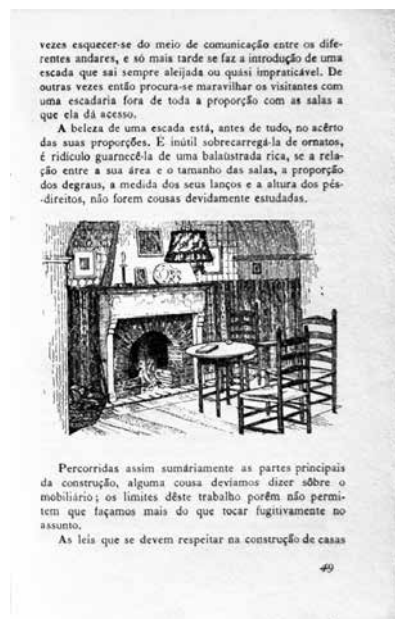 vezes esquecer-se do meio de comunicação entre os dife-
rentes andares, e só mais tarde se faz a introdução de uma
escada que sai sempre aleijada ou quási impraticável. De
outras vezes então procura-se maravilhar os visitantes com
uma escadaria fora de toda a proporção com as salas a
que ela dá acesso.
A beleza de uma escada está, antes de tudo, no acêrto
das suas proporções. É inútil sobrecarregá-la de ornatos,
é ridículo guarnecê-la de uma balaùstrada rica, se a rela-
ção entre a sua área e o tamanho das salas, a proporção
dos degraus, a medida dos seus lanços e a altura dos pés-
-direitos, não forem cousas devidamente estudadas.
Percorridas assim sumáriamente as partes principais
da construção, alguma cousa devíamos dizer sôbre o
mobiliário; os limites dêste trabalho porêm não permi-
tem que façamos mais do que tocar fugitivamente no
assunto.
As leis que se devem respeitar na construção de casas
49